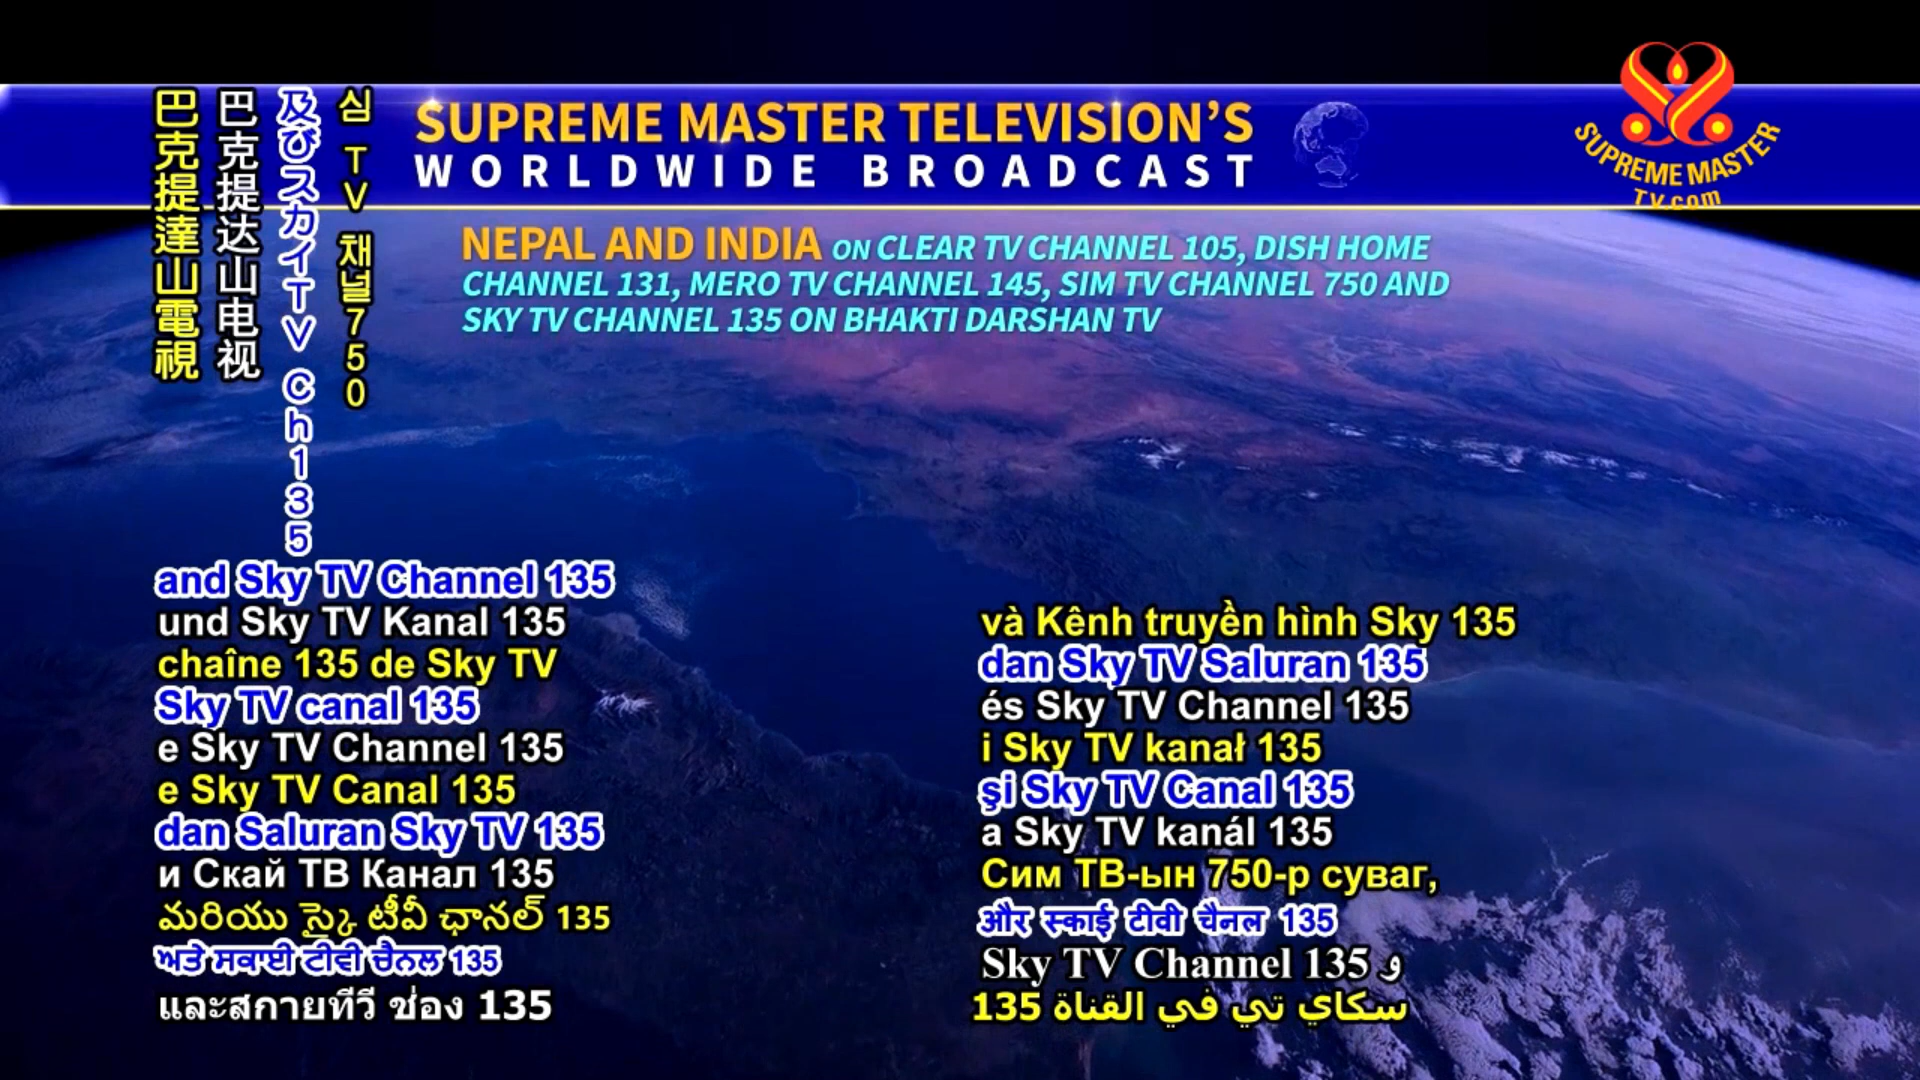 巴克提達山電視
巴克提达山电视
及びスカイTV Ch135
심 TV 채널750
SUPREME MASTER TELEVISION'S
WORLDWIDE BROADCAST
SUPREME MASTER
TV.com
NEPAL AND INDIA ON CLEAR TV CHANNEL 105, DISH HOME
CHANNEL 131, MERO TV CHANNEL 145, SIM TV CHANNEL 750 AND
SKY TV CHANNEL 135 ON BHAKTI DARSHAN TV
and Sky TV Channel 135
und Sky TV Kanal 135
chaîne 135 de Sky TV
Sky TV canal 135
e Sky TV Channel 135
e Sky TV Canal 135
dan Saluran Sky TV 135
и Скай ТВ Канал 135
మరియు స్కై టీవీ ఛానల్ 135
ਅਤੇ ਸਕਾਈ ਟੀਵੀ ਚੈਨਲ 135
และสกายทีวี ช่อง 135
và Kênh truyền hình Sky 135
dan Sky TV Saluran 135
és Sky TV Channel 135
i Sky TV kanał 135
şi Sky TV Canal 135
a Sky TV kanál 135
Сим ТВ-ын 750-р суваг,
और स्काई टीवी चैनल 135
و Sky TV Channel 135
سكاي تي في القناة 135